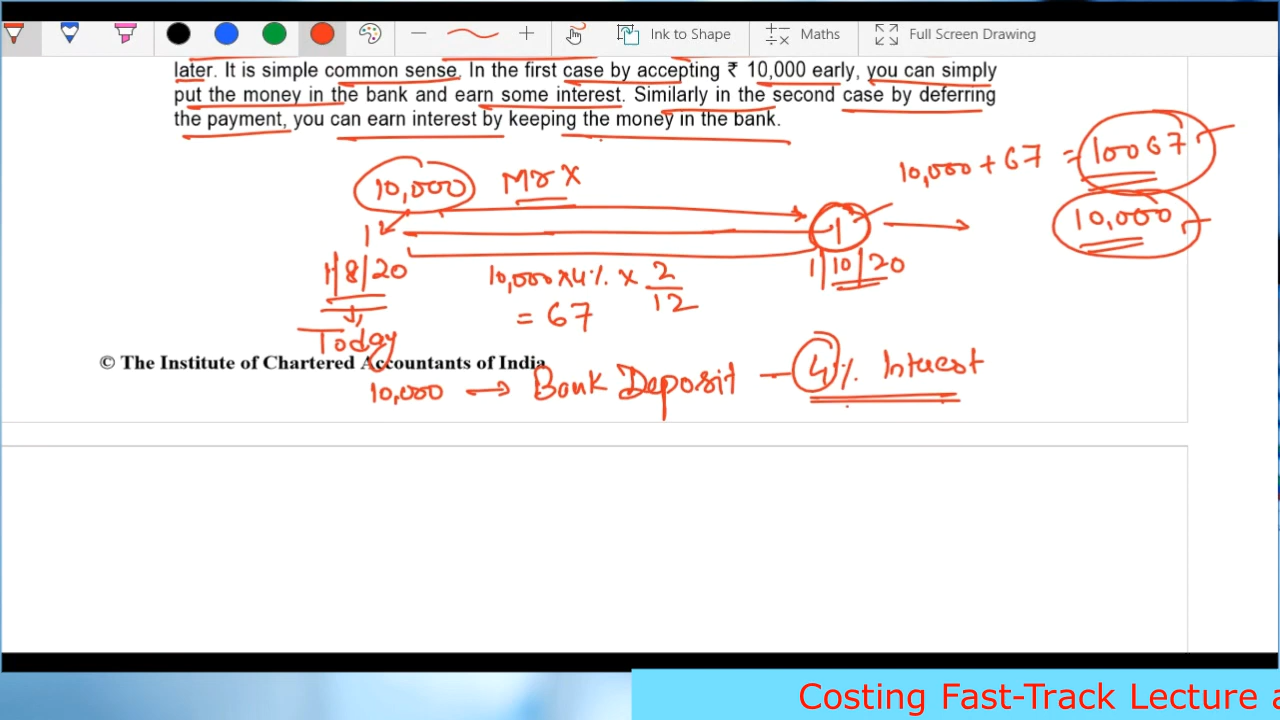 Ink to Shape Maths Full Screen Drawing
later. It is simple common sense. In the first case by accepting ₹ 10,000 early, you can simply
put the money in the bank and earn some interest. Similarly in the second case by deferring
the payment, you can earn interest by keeping the money in the bank.
10,000 Mr X 10,000 + 67 = 10067
10,000
1 1
1/8/20 1/10/20
10,000 x 4% x 2/12
= 67
Today
© The Institute of Chartered Accountants of India
10,000 → Bank Deposit - 4% Interest
Costing Fast-Track Lecture a